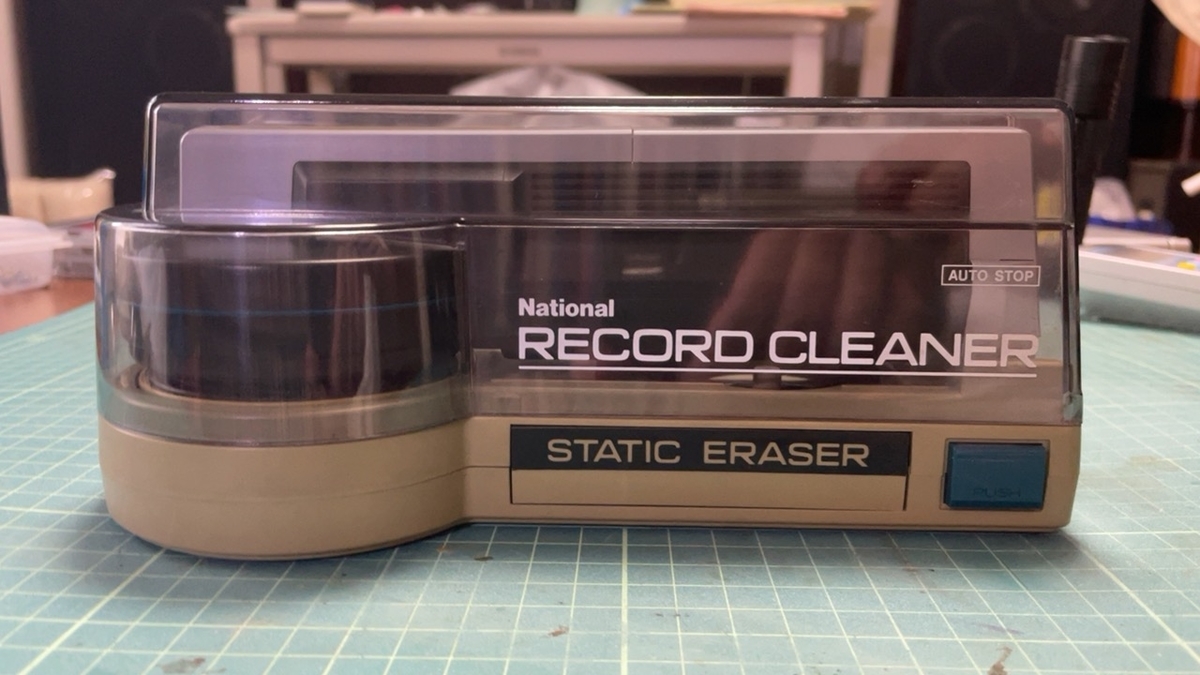 AUTO STOP
National
RECORD CLEANER
STATIC ERASER
PUSH